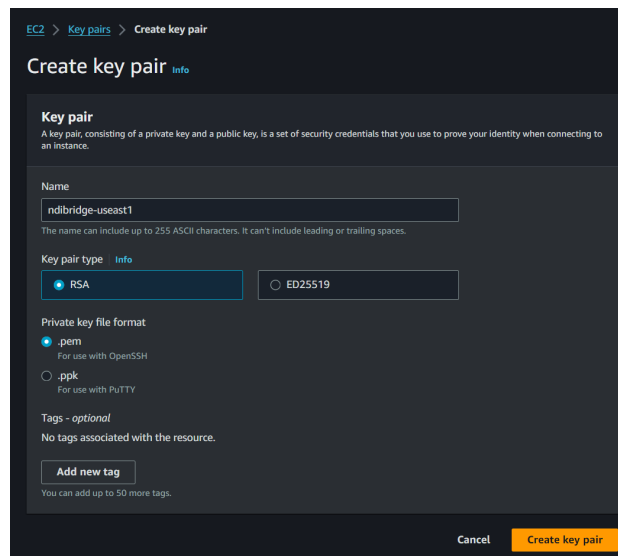 EC2 > Key pairs > Create key pair
Create key pair Info
Key pair
A key pair, consisting of a private key and a public key, is a set of security credentials that you use to prove your identity when connecting to
an instance.
Name
ndibridge-useast1
The name can include up to 255 ASCII characters. It can't include leading or trailing spaces.
Key pair type Info
RSA ED25519
Private key file format
.pem
For use with OpenSSH
.ppk
For use with PuTTY
Tags - optional
No tags associated with the resource.
Add new tag
You can add up to 50 more tags.
Cancel Create key pair